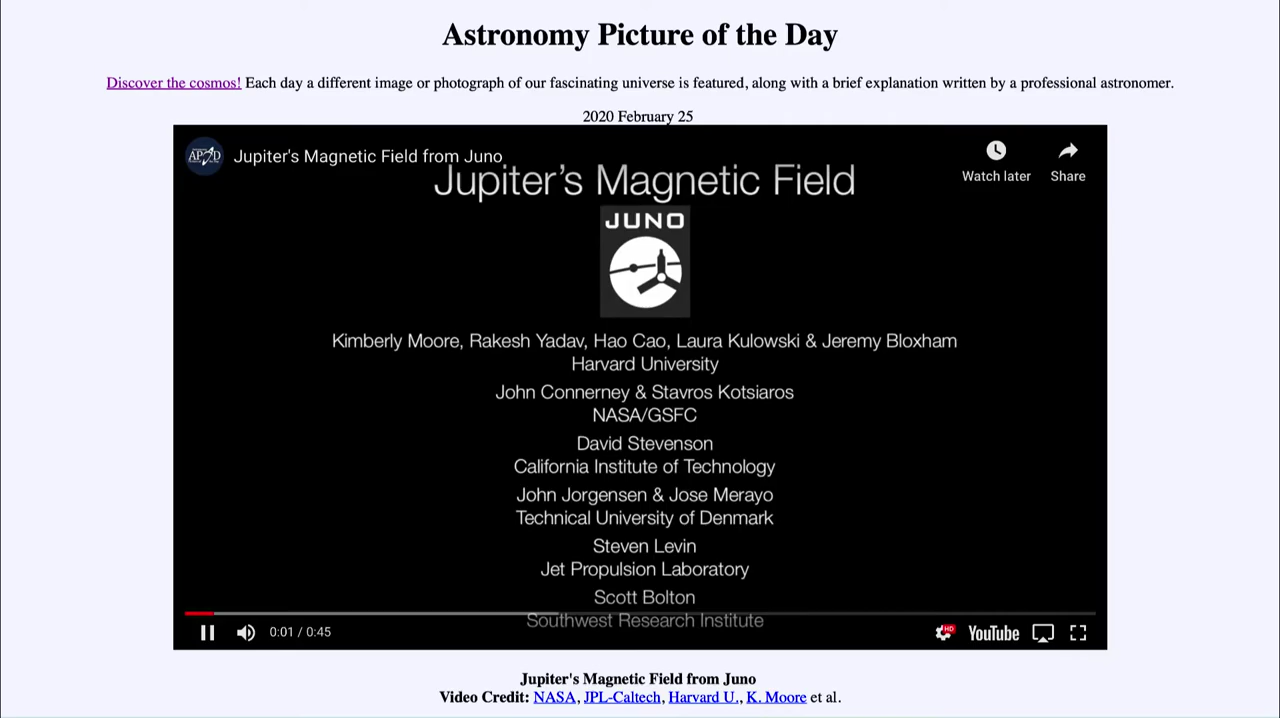 Astronomy Picture of the Day
Discover the cosmos! Each day a different image or photograph of our fascinating universe is featured, along with a brief explanation written by a professional astronomer.
2020 February 25
APOD
Jupiter's Magnetic Field from Juno
Watch later
Share
Jupiter’s Magnetic Field
JUNO
Kimberly Moore, Rakesh Yadav, Hao Cao, Laura Kulowski & Jeremy Bloxham
Harvard University
John Connerney & Stavros Kotsiaros
NASA/GSFC
David Stevenson
California Institute of Technology
John Jorgensen & Jose Merayo
Technical University of Denmark
Steven Levin
Jet Propulsion Laboratory
Scott Bolton
Southwest Research Institute
0:01 / 0:45
HD
YouTube
Jupiter's Magnetic Field from Juno
Video Credit: NASA, JPL-Caltech, Harvard U., K. Moore et al.